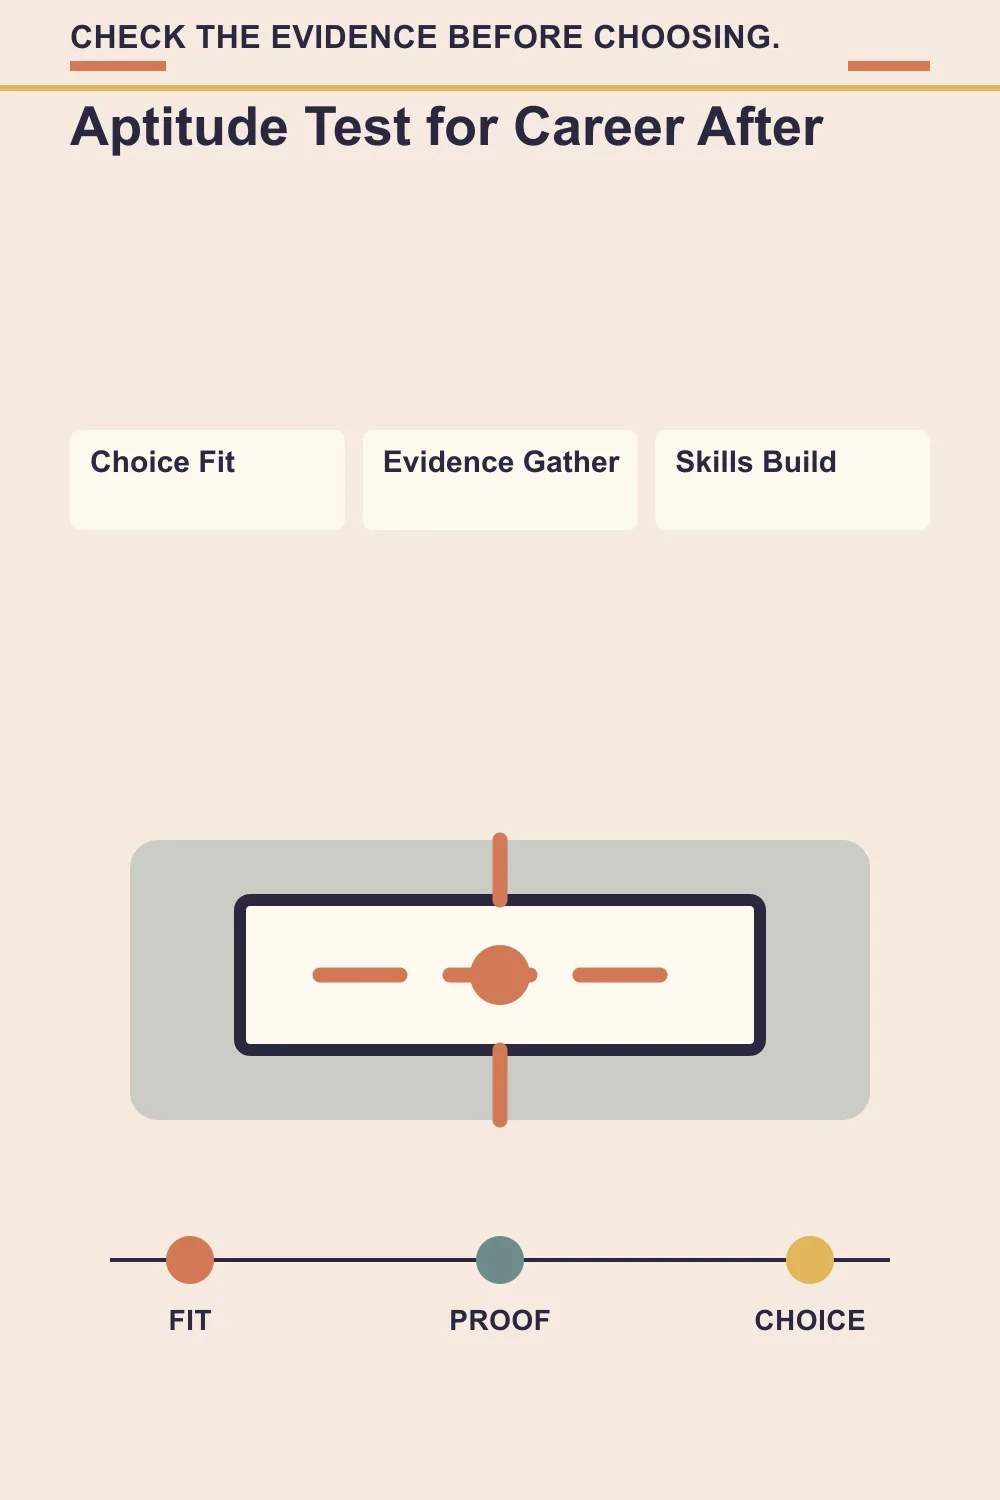 CHECK THE EVIDENCE BEFORE CHOOSING.
Aptitude Test for Career After
Choice Fit
Evidence Gather
Skills Build
FIT
PROOF
CHOICE